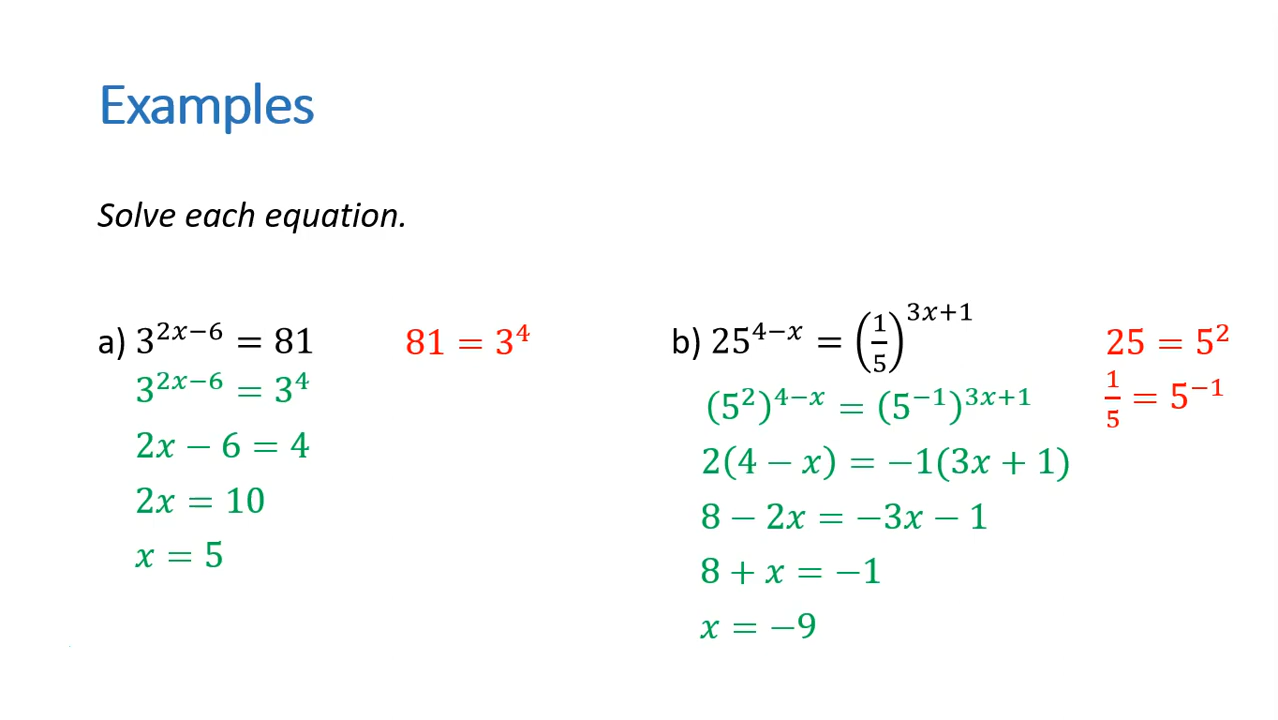 Examples
Solve each equation.
a) 3^{2x−6} = 81
81 = 3^4
3^{2x−6} = 3^4
2x − 6 = 4
2x = 10
x = 5
b) 25^{4−x} = (1/5)^{3x+1}
25 = 5^2
1/5 = 5^{−1}
(5^2)^{4−x} = (5^{−1})^{3x+1}
2(4 − x) = −1(3x + 1)
8 − 2x = −3x − 1
8 + x = −1
x = −9